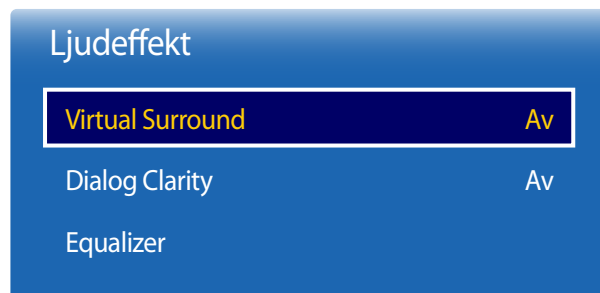 Ljudeffekt
Virtual Surround Av
Dialog Clarity Av
Equalizer